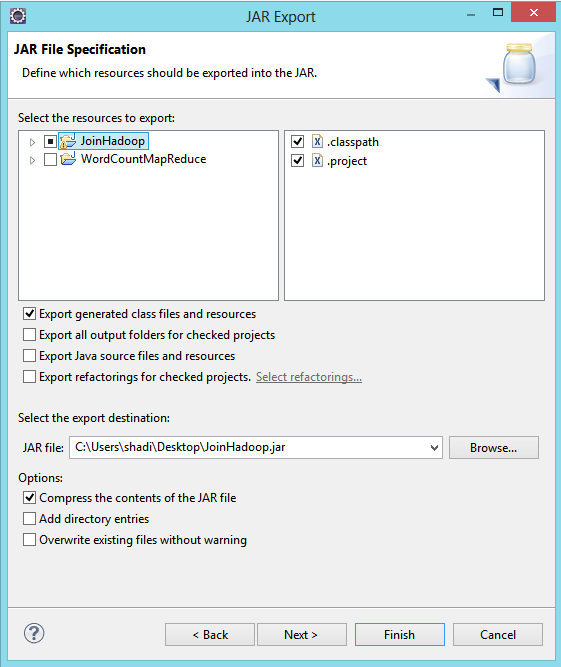 JAR Export
JAR File Specification
Define which resources should be exported into the JAR.
Select the resources to export:
JoinHadoop
WordCountMapReduce
.classpath
.project
Export generated class files and resources
Export all output folders for checked projects
Export Java source files and resources
Export refactorings for checked projects. Select refactorings...
Select the export destination:
JAR file: C:\Users\shadi\Desktop\JoinHadoop.jar Browse...
Options:
Compress the contents of the JAR file
Add directory entries
Overwrite existing files without warning
< Back Next > Finish Cancel